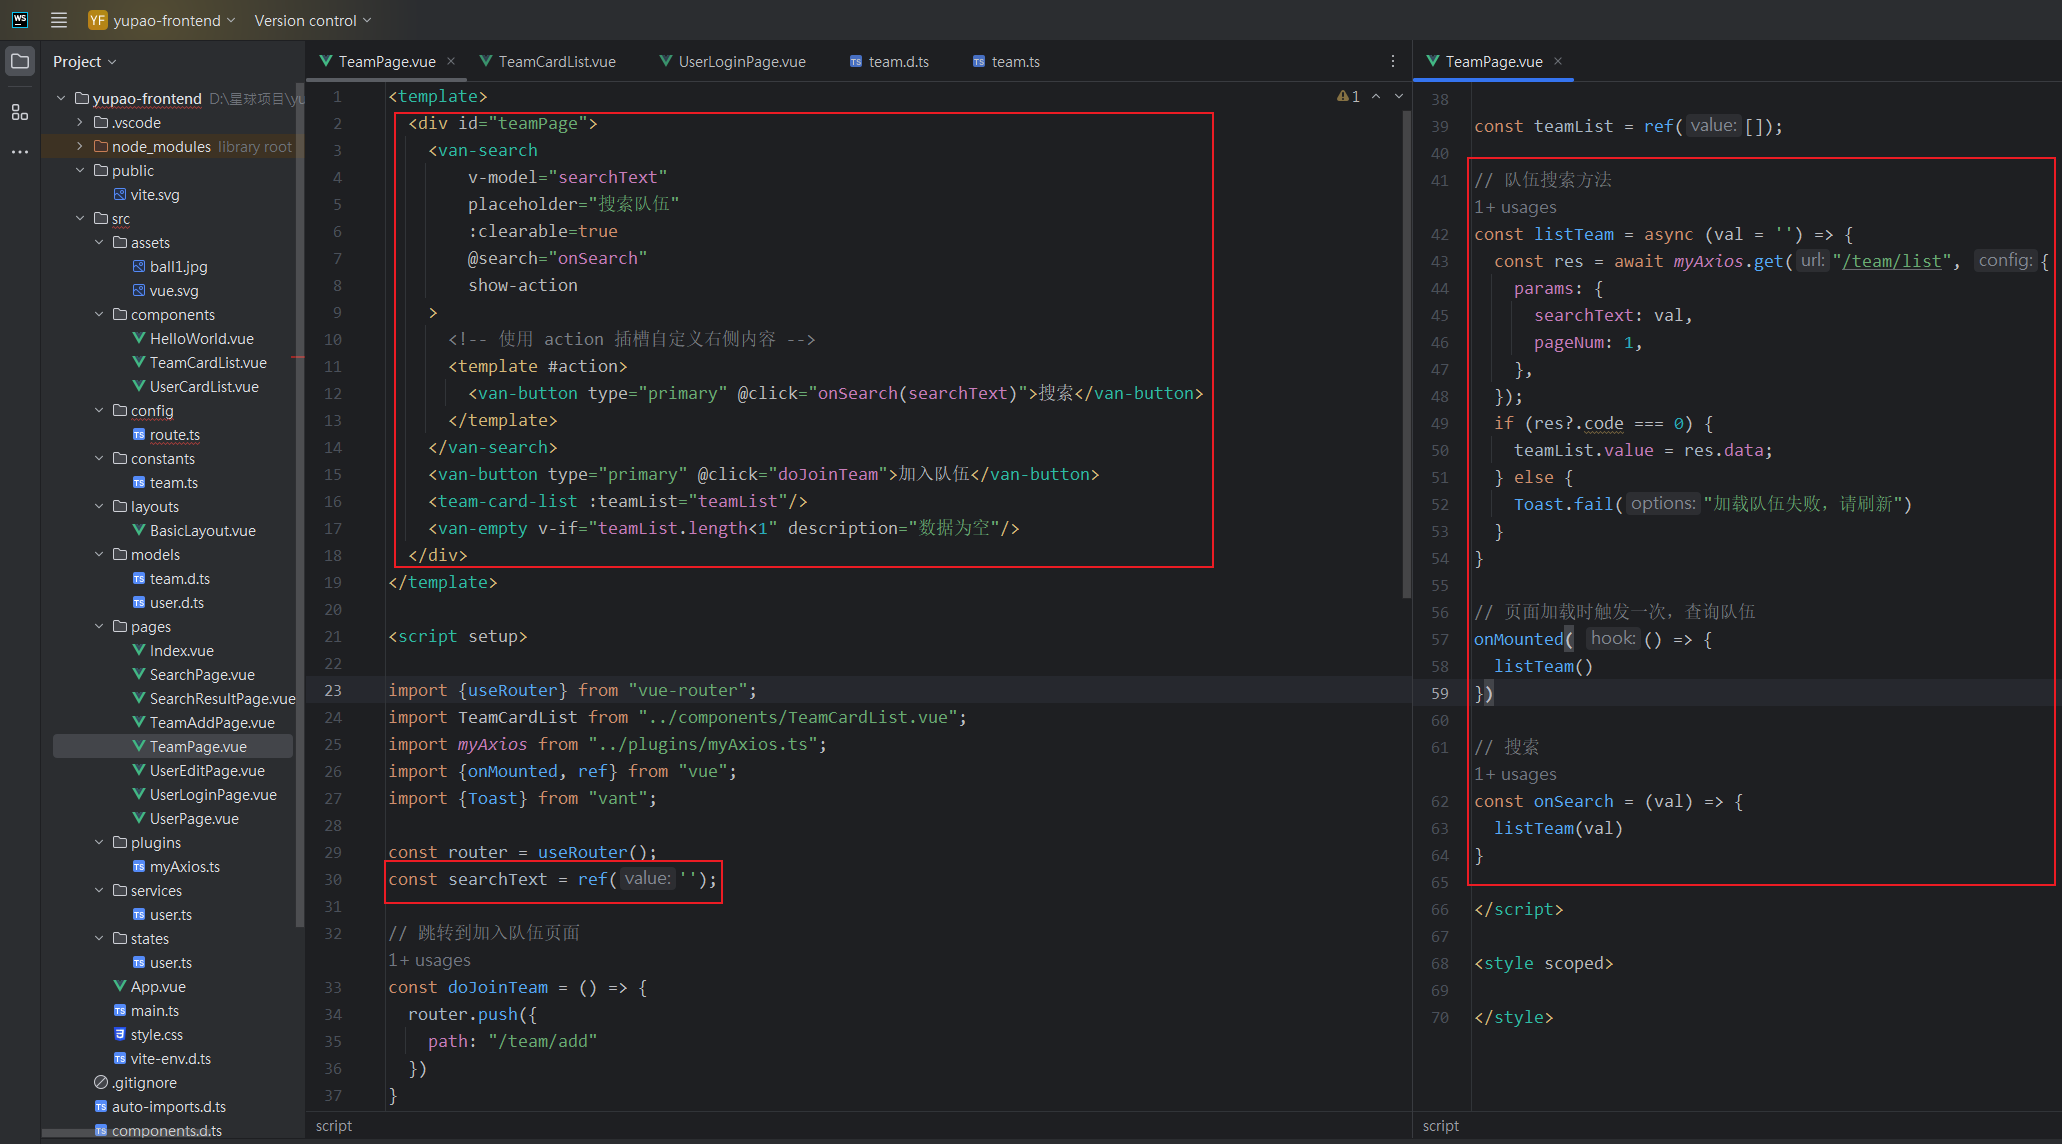 WS
YF yupao-frontend
Version control
Project
yupao-frontend D:\星球项目\yu
.vscode
node_modules library root
public
vite.svg
src
assets
ball1.jpg
vue.svg
components
HelloWorld.vue
TeamCardList.vue
UserCardList.vue
config
route.ts
constants
team.ts
layouts
BasicLayout.vue
models
team.d.ts
user.d.ts
pages
Index.vue
SearchPage.vue
SearchResultPage.vue
TeamAddPage.vue
TeamPage.vue
UserEditPage.vue
UserLoginPage.vue
UserPage.vue
plugins
myAxios.ts
services
user.ts
states
user.ts
App.vue
main.ts
style.css
vite-env.d.ts
.gitignore
auto-imports.d.ts
components.d.ts
TeamPage.vue
TeamCardList.vue
UserLoginPage.vue
team.d.ts
team.ts
1
1 <template>
2 <div id="teamPage">
3 <van-search
4 v-model="searchText"
5 placeholder="搜索队伍"
6 :clearable=true
7 @search="onSearch"
8 show-action
9 >
10 <!-- 使用 action 插槽自定义右侧内容 -->
11 <template #action>
12 <van-button type="primary" @click="onSearch(searchText)">搜索</van-button>
13 </template>
14 </van-search>
15 <van-button type="primary" @click="doJoinTeam">加入队伍</van-button>
16 <team-card-list :teamList="teamList"/>
17 <van-empty v-if="teamList.length<1" description="数据为空"/>
18 </div>
19 </template>
20
21 <script setup>
22
23 import {useRouter} from "vue-router";
24 import TeamCardList from "../components/TeamCardList.vue";
25 import myAxios from "../plugins/myAxios.ts";
26 import {onMounted, ref} from "vue";
27 import {Toast} from "vant";
28
29 const router = useRouter();
30 const searchText = ref( value: '');
31
32 // 跳转到加入队伍页面
1+ usages
33 const doJoinTeam = () => {
34 router.push({
35 path: "/team/add"
36 })
37 }
script
TeamPage.vue
38
39 const teamList = ref( value: []);
40
41 // 队伍搜索方法
1+ usages
42 const listTeam = async (val = '') => {
43 const res = await myAxios.get( url: "/team/list", config: {
44 params: {
45 searchText: val,
46 pageNum: 1,
47 },
48 });
49 if (res?.code === 0) {
50 teamList.value = res.data;
51 } else {
52 Toast.fail( options: "加载队伍失败，请刷新")
53 }
54 }
55
56 // 页面加载时触发一次，查询队伍
57 onMounted( hook: () => {
58 listTeam()
59 })
60
61 // 搜索
1+ usages
62 const onSearch = (val) => {
63 listTeam(val)
64 }
65
66 </script>
67
68 <style scoped>
69
70 </style>
script